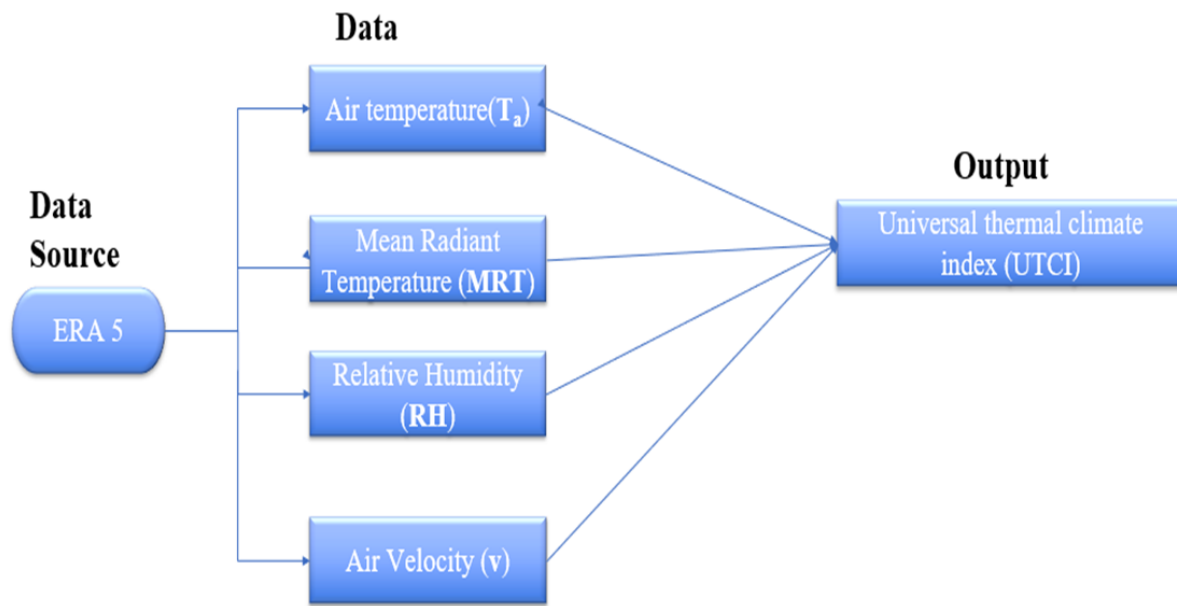 Data
Source
ERA 5
Data
Air temperature(Tₐ)
Mean Radiant
Temperature (MRT)
Relative Humidity
(RH)
Air Velocity (v)
Output
Universal thermal climate
index (UTCI)